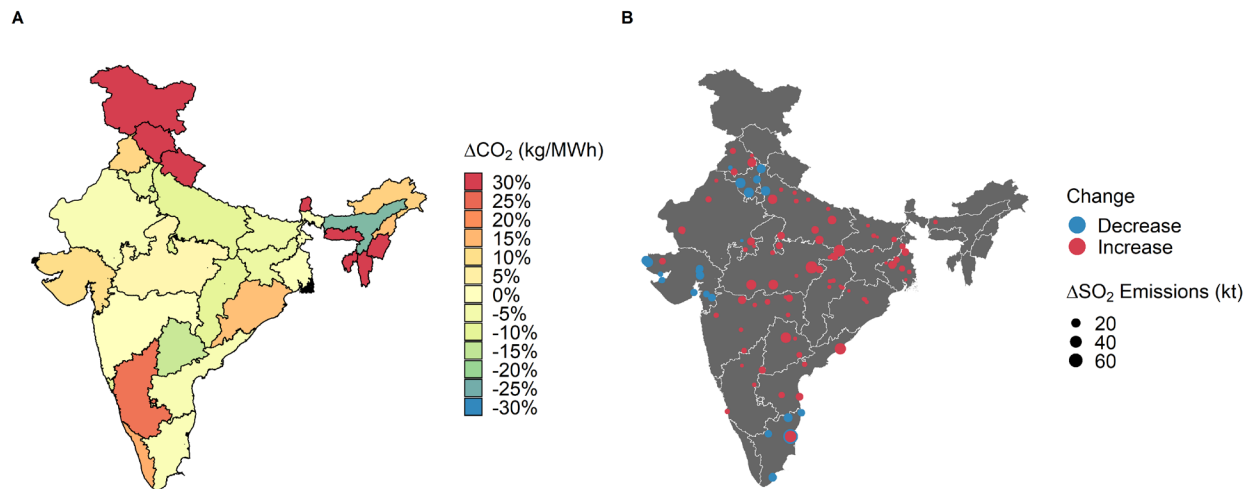 A
B
ΔCO₂ (kg/MWh)
30%
25%
20%
15%
10%
5%
0%
-5%
-10%
-15%
-20%
-25%
-30%
Change
Decrease
Increase
ΔSO₂ Emissions (kt)
20
40
60